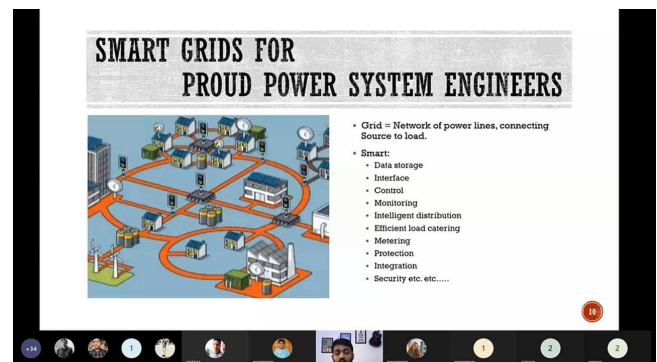 SMART GRIDS FOR
PROUD POWER SYSTEM ENGINEERS
• Grid = Network of power lines, connecting
Source to load.
• Smart:
• Data storage
• Interface
• Control
• Monitoring
• Intelligent distribution
• Efficient load catering
• Metering
• Protection
• Integration
• Security etc. etc.....
10
+34
1
1
2
2